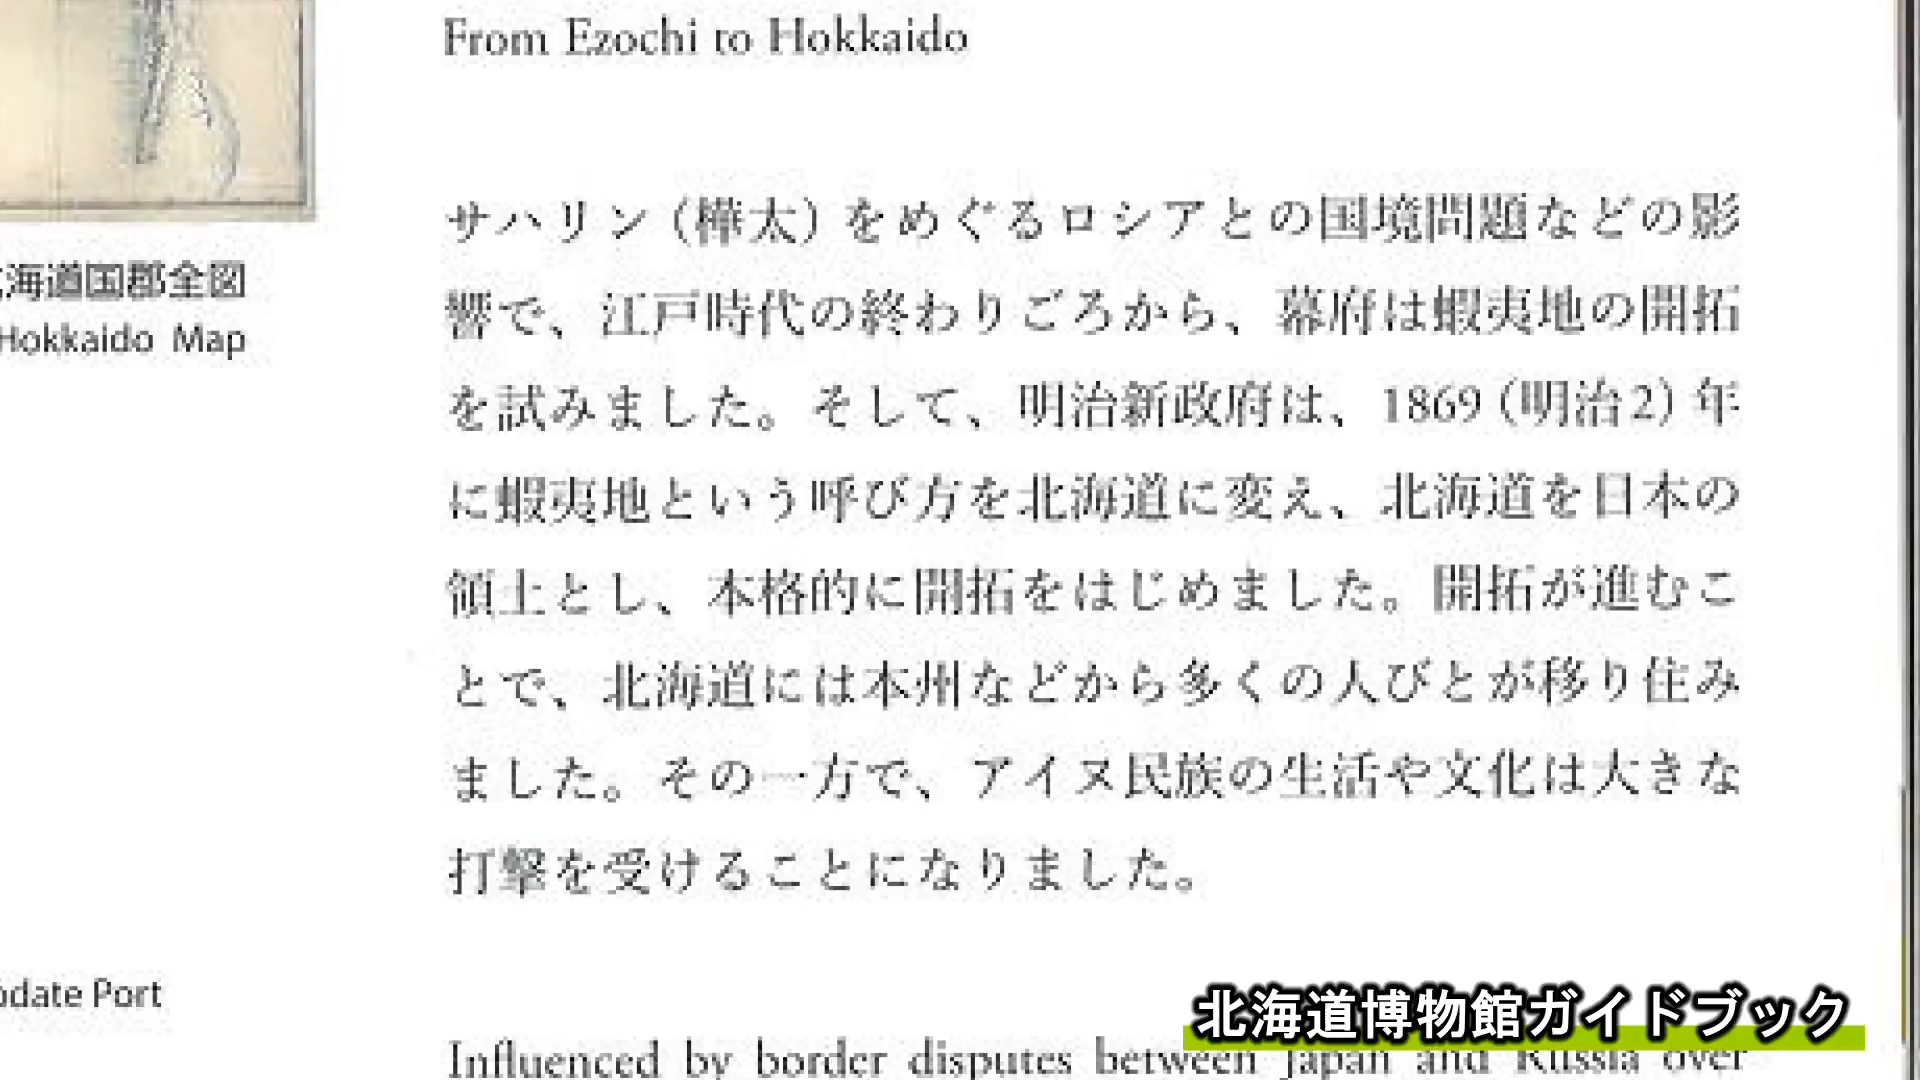 From Ezochi to Hokkaido
サハリン（樺太）をめぐるロシアとの国境問題などの影
響で、江戸時代の終わりごろから、幕府は蝦夷地の開拓
を試みました。そして、明治新政府は、1869（明治2）年
に蝦夷地という呼び方を北海道に変え、北海道を日本の
領土とし、本格的に開拓をはじめました。開拓が進むこ
とで、北海道には本州などから多くの人びとが移り住み
ました。その一方で、アイヌ民族の生活や文化は大きな
打撃を受けることになりました。
海道国郡全図
Hokkaido Map
odate Port
北海道博物館ガイドブック
Influenced by border disputes between Japan and Russia over